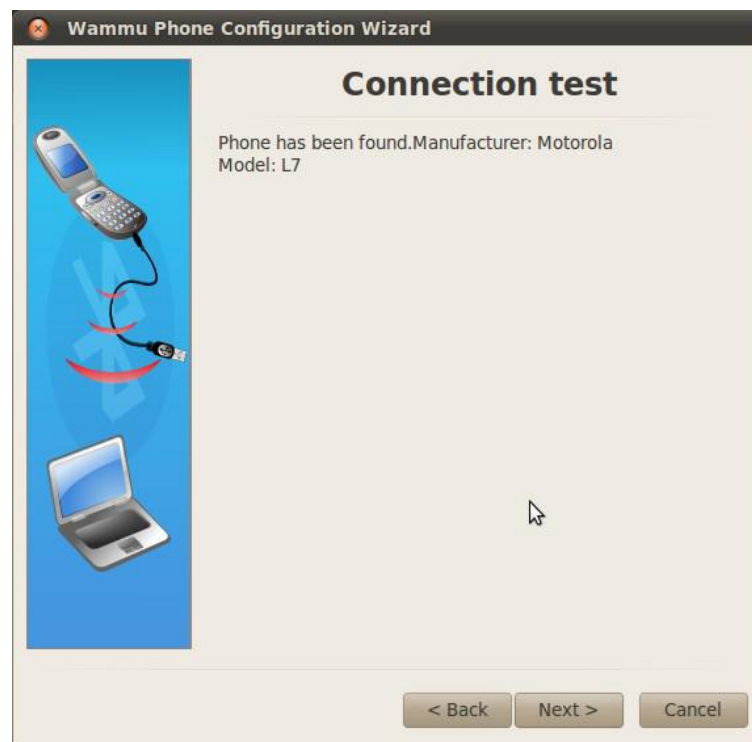 Wammu Phone Configuration Wizard
Connection test
Phone has been found.Manufacturer: Motorola
Model: L7
< Back
Next >
Cancel